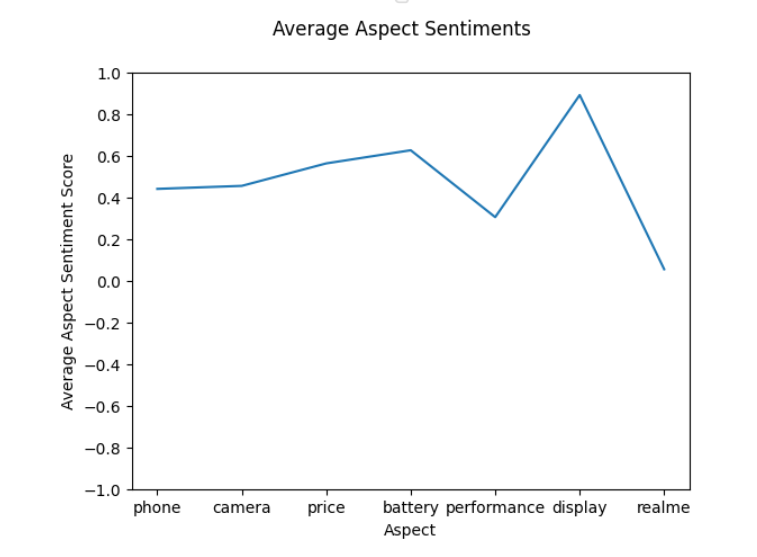 Average Aspect Sentiments
1.0
0.8
0.6
0.4
0.2
0.0
−0.2
−0.4
−0.6
−0.8
−1.0
Average Aspect Sentiment Score
phone camera price battery performance display realme
Aspect